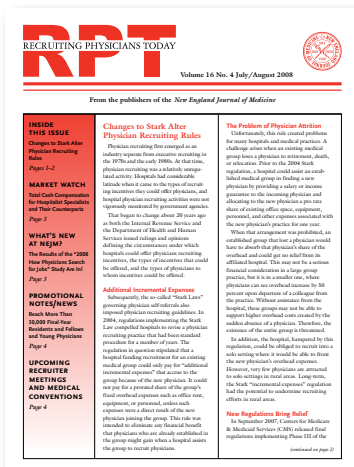 RPT
RECRUITING PHYSICIANS TODAY
Volume 16 No. 4 July/August 2008
From the publishers of the New England Journal of Medicine
INSIDE
THIS ISSUE
Changes to Stark Alter
Physician Recruiting
Rules
Pages 1–2
MARKET WATCH
Total Cash Compensation
for Hospitalist Specialists
and Their Counterparts
Page 3
WHAT'S NEW
AT NEJM?
The Results of the "2008
How Physicians Search
for Jobs" Study Are In!
Page 3
PROMOTIONAL
NOTES/NEWS
Reach More Than
30,000 Final-Year
Residents and Fellows
and Young Physicians
Page 4
UPCOMING
RECRUITER
MEETINGS
AND MEDICAL
CONVENTIONS
Page 4
Changes to Stark Alter
Physician Recruiting Rules
Physician recruiting first emerged as an
industry separate from executive recruiting in
the 1970s and the early 1980s. At that time,
physician recruiting was a relatively unregu-
lated activity. Hospitals had considerable
latitude when it came to the types of recruit-
ing incentives they could offer physicians, and
hospital physician recruiting activities were not
vigorously monitored by government agencies.
That began to change about 20 years ago
as both the Internal Revenue Service and
the Department of Health and Human
Services issued rulings and opinions
defining the circumstances under which
hospitals could offer physicians recruiting
incentives, the types of incentives that could
be offered, and the types of physicians to
whom incentives could be offered.
Additional Incremental Expenses
Subsequently, the so-called "Stark Laws"
governing physician self-referrals also
imposed physician recruiting guidelines. In
2004, regulations implementing the Stark
Law compelled hospitals to revise a physician
recruiting practice that had been standard
procedure for a number of years. The
regulation in question stipulated that a
hospital funding recruitment for an existing
medical group could only pay for "additional
incremental expenses" that accrue to the
group because of the new physician. It could
not pay for a prorated share of the group's
fixed overhead expenses such as office rent,
equipment, or personnel, unless such
expenses were a direct result of the new
physician joining the group. This rule was
intended to eliminate any financial benefit
that physicians who are already established in
the group might gain when a hospital assists
the group to recruit physicians.
The Problem of Physician Attrition
Unfortunately, this rule created problems
for many hospitals and medical practices. A
challenge arises when an existing medical
group loses a physician to retirement, death,
or relocation. Prior to the 2004 Stark
regulation, a hospital could assist an estab-
lished medical group in finding a new
physician by providing a salary or income
guarantee to the incoming physician and
allocating to the new physician a pro rata
share of existing office space, equipment,
personnel, and other expenses associated with
the new physician's practice for one year.
When that arrangement was prohibited, an
established group that lost a physician would
have to absorb that physician's share of the
overhead and could get no relief from its
affiliated hospital. This may not be a serious
financial consideration in a large group
practice, but it is in a smaller one, where
physicians can see overhead increase by 50
percent upon departure of a colleague from
the practice. Without assistance from the
hospital, these groups may not be able to
support higher overhead costs created by the
sudden absence of a physician. Therefore, the
existence of the entire group is threatened.
In addition, the hospital, hampered by this
regulation, could be obliged to recruit into a
solo setting where it would be able to front
the new physician's overhead expenses.
However, very few physicians are attracted
to solo settings in rural areas. Long-term,
the Stark "incremental expenses" regulation
had the potential to undermine recruiting
efforts in rural areas.
New Regulations Bring Relief
In September 2007, Centers for Medicare
& Medicaid Services (CMS) released final
regulations implementing Phase III of the
(continued on page 2)